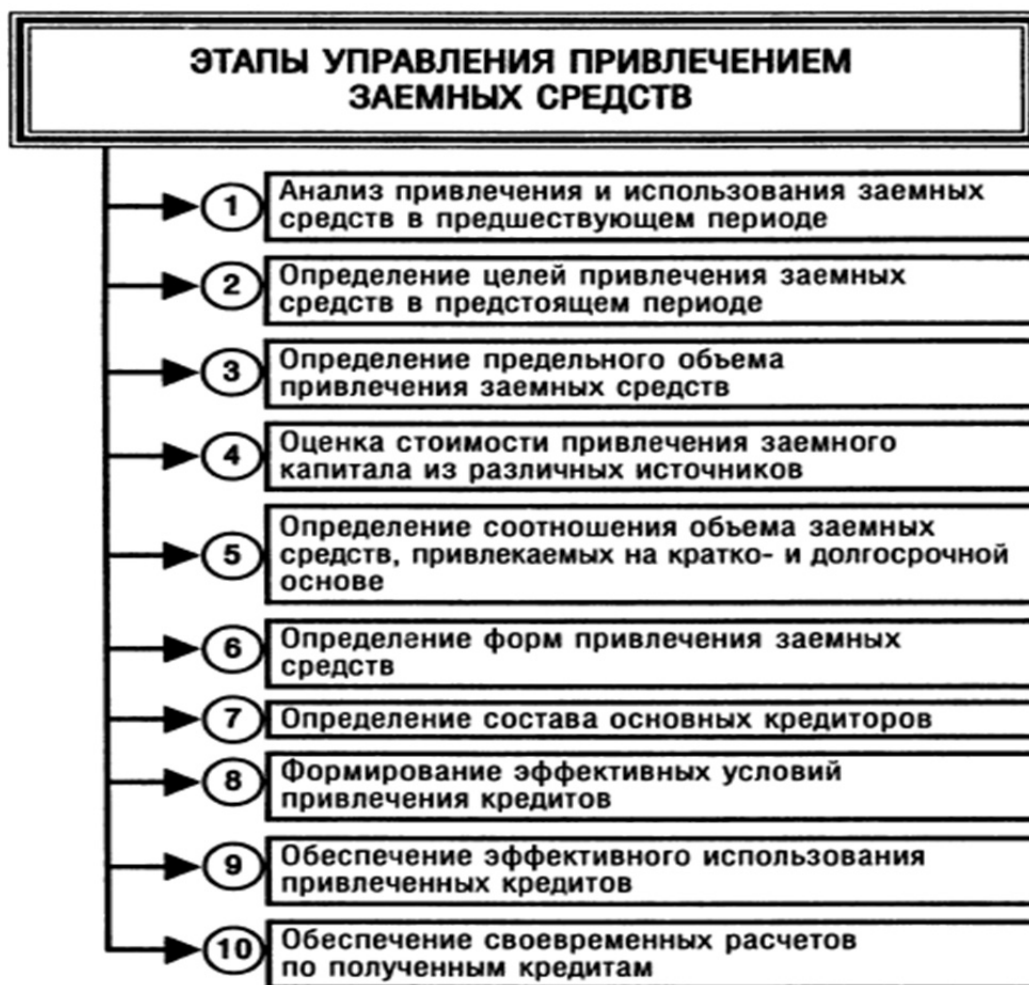 ЭТАПЫ УПРАВЛЕНИЯ ПРИВЛЕЧЕНИЕМ
ЗАЕМНЫХ СРЕДСТВ
1
Анализ привлечения и использования заемных
средств в предшествующем периоде
2
Определение целей привлечения заемных
средств в предстоящем периоде
3
Определение предельного объема
привлечения заемных средств
4
Оценка стоимости привлечения заемного
капитала из различных источников
5
Определение соотношения объема заемных
средств, привлекаемых на кратко- и долгосрочной
основе
6
Определение форм привлечения заемных
средств
7
Определение состава основных кредиторов
8
Формирование эффективных условий
привлечения кредитов
9
Обеспечение эффективного использования
привлеченных кредитов
10
Обеспечение своевременных расчетов
по полученным кредитам